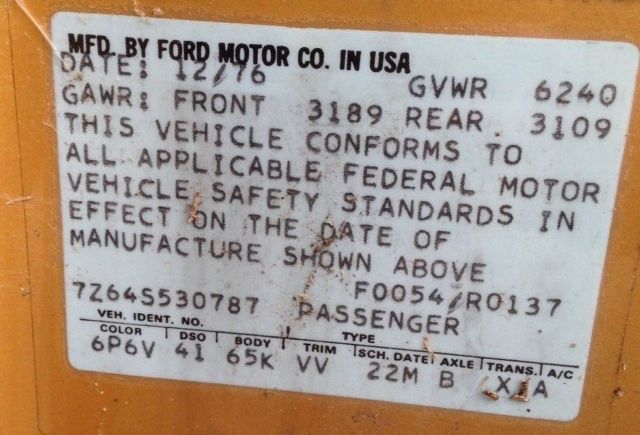 MFD. BY FORD MOTOR CO. IN USA
DATE: 12/76 GVWR 6240
GAWR: FRONT 3189 REAR 3109
THIS VEHICLE CONFORMS TO
ALL APPLICABLE FEDERAL MOTOR
VEHICLE SAFETY STANDARDS IN
EFFECT ON THE DATE OF
MANUFACTURE SHOWN ABOVE
F0054/R0137
7Z64S530787 PASSENGER
VEH. IDENT. NO. TYPE
COLOR DSO BODY TRIM SCH. DATE AXLE TRANS. A/C
6P6V 41 65K VV 22M B X A